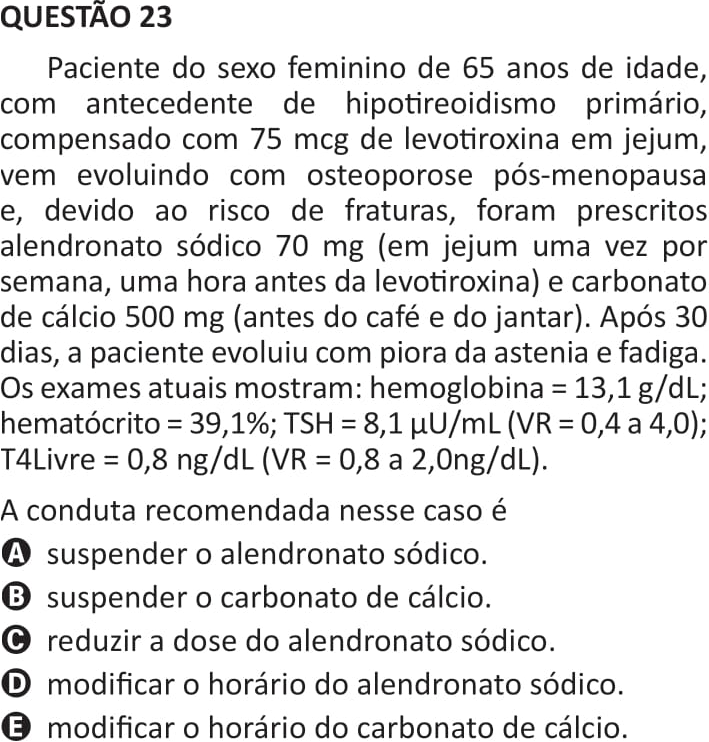 QUESTÃO 23
Paciente do sexo feminino de 65 anos de idade,
com antecedente de hipotireoidismo primário,
compensado com 75 mcg de levotiroxina em jejum,
vem evoluindo com osteoporose pós-menopausa
e, devido ao risco de fraturas, foram prescritos
alendronato sódico 70 mg (em jejum uma vez por
semana, uma hora antes da levotiroxina) e carbonato
de cálcio 500 mg (antes do café e do jantar). Após 30
dias, a paciente evoluiu com piora da astenia e fadiga.
Os exames atuais mostram: hemoglobina = 13,1 g/dL;
hematócrito = 39,1%; TSH = 8,1 μU/mL (VR = 0,4 a 4,0);
T4Livre = 0,8 ng/dL (VR = 0,8 a 2,0ng/dL).
A conduta recomendada nesse caso é
A suspender o alendronato sódico.
B suspender o carbonato de cálcio.
C reduzir a dose do alendronato sódico.
D modificar o horário do alendronato sódico.
E modificar o horário do carbonato de cálcio.